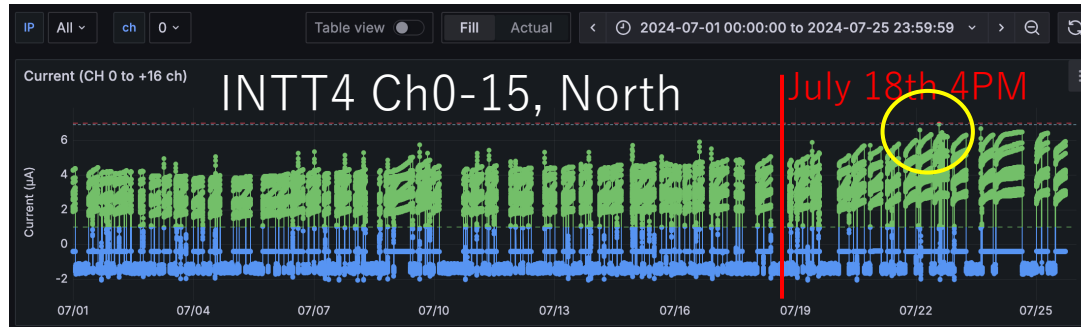 IP All ch 0 Table view Fill Actual 2024-07-01 00:00:00 to 2024-07-25 23:59:59
Current (CH 0 to +16 ch)
INTT4 Ch0-15, North
July 18th 4PM
Current (µA)
6
4
2
0
-2
07/01 07/04 07/07 07/10 07/13 07/16 07/19 07/22 07/25